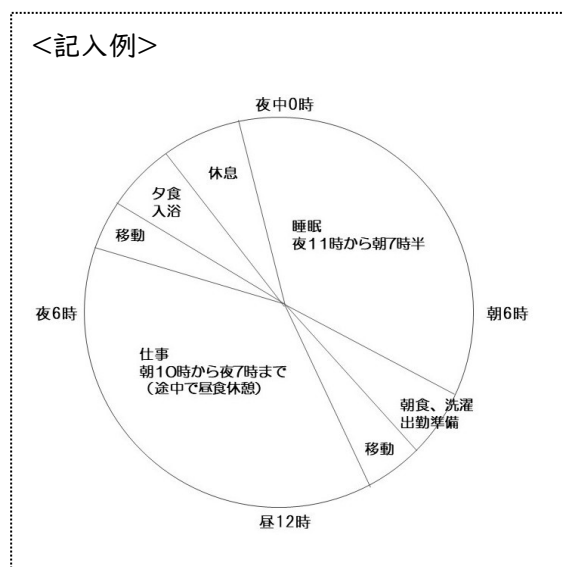 <記入例>
夜中0時
休息
夕食
入浴
睡眠
夜11時から朝7時半
移動
夜6時
朝6時
仕事
朝10時から夜7時まで
（途中で昼食休憩）
朝食、洗濯
出勤準備
移動
昼12時